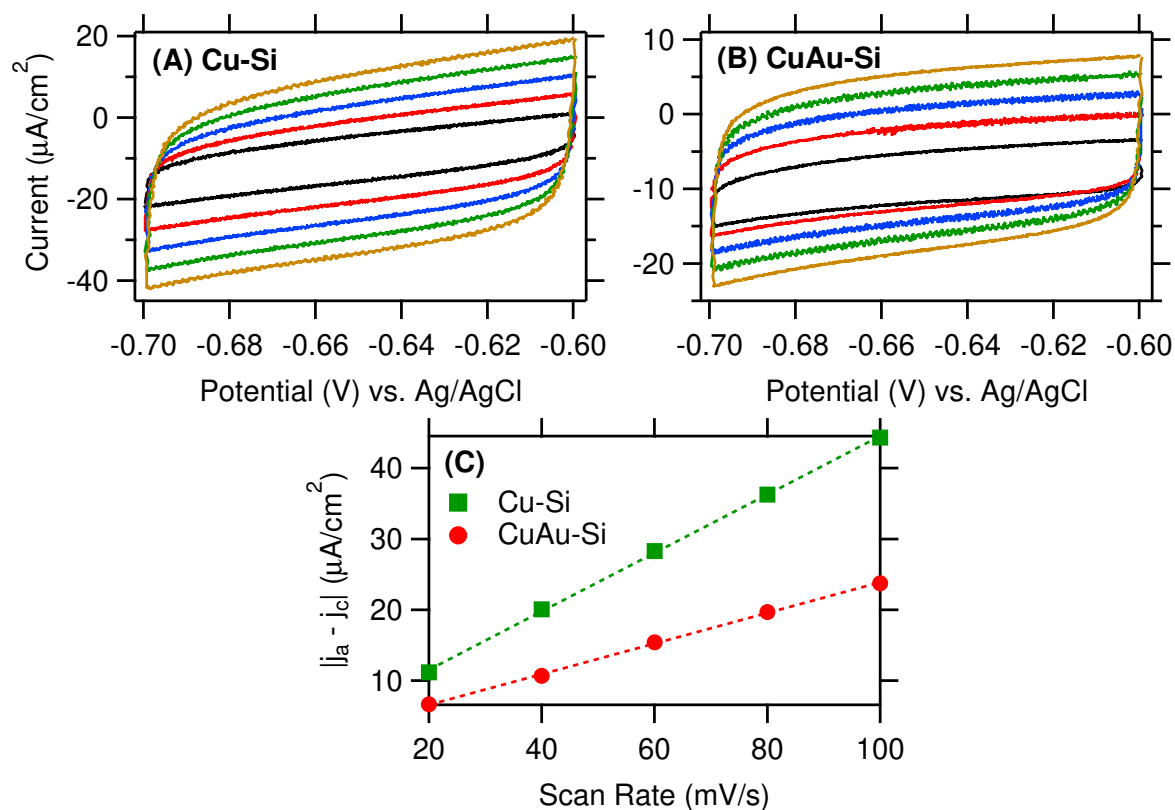 (A) Cu-Si
20
0
-20
-40
Current (µA/cm²)
-0.70 -0.68 -0.66 -0.64 -0.62 -0.60
Potential (V) vs. Ag/AgCl
(B) CuAu-Si
10
0
-10
-20
-0.70 -0.68 -0.66 -0.64 -0.62 -0.60
Potential (V) vs. Ag/AgCl
(C)
Cu-Si
CuAu-Si
40
30
20
10
|jₐ - j_c| (µA/cm²)
20 40 60 80 100
Scan Rate (mV/s)